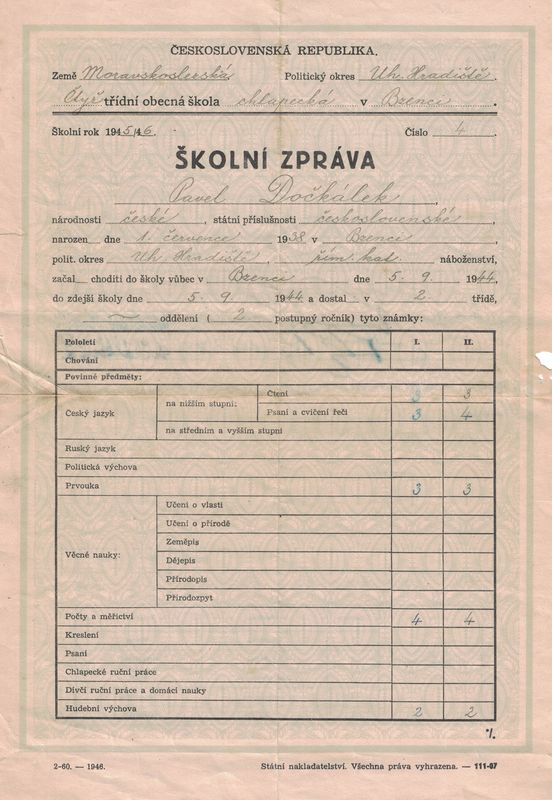 ČESKOSLOVENSKÁ REPUBLIKA.
Země Moravskoslezská Politický okres Uh. Hradiště.
Čtyř třídní obecná škola chlapecká v Bzenci.
Školní rok 1945/46. Číslo 4
ŠKOLNÍ ZPRÁVA
Pavel Dočkálek,
národnosti české, státní příslušnosti československé,
narozen dne 1. července 1938 v Bzenci,
polit. okres Uh. Hradiště, řím. kat. náboženství,
začal choditi do školy vůbec v Bzenci dne 5. 9. 1944,
do zdejší školy dne 5. 9. 1944 a dostal v 2 třídě,
~ oddělení ( 2 postupný ročník) tyto známky:
Pololetí I. II.
Chování
Povinné předměty:
Český jazyk na nižším stupni: Čtení 3 3
Psaní a cvičení řeči 3 4
na středním a vyšším stupni
Ruský jazyk
Politická výchova
Prvouka 3 3
Věcné nauky: Učení o vlasti
Učení o přírodě
Zeměpis
Dějepis
Přírodopis
Přírodozpyt
Počty a měřictví 4 4
Kreslení
Psaní
Chlapecké ruční práce
Dívčí ruční práce a domácí nauky
Hudební výchova 2 2
%
2-60. — 1946. Státní nakladatelství. Všechna práva vyhrazena. — 111-07